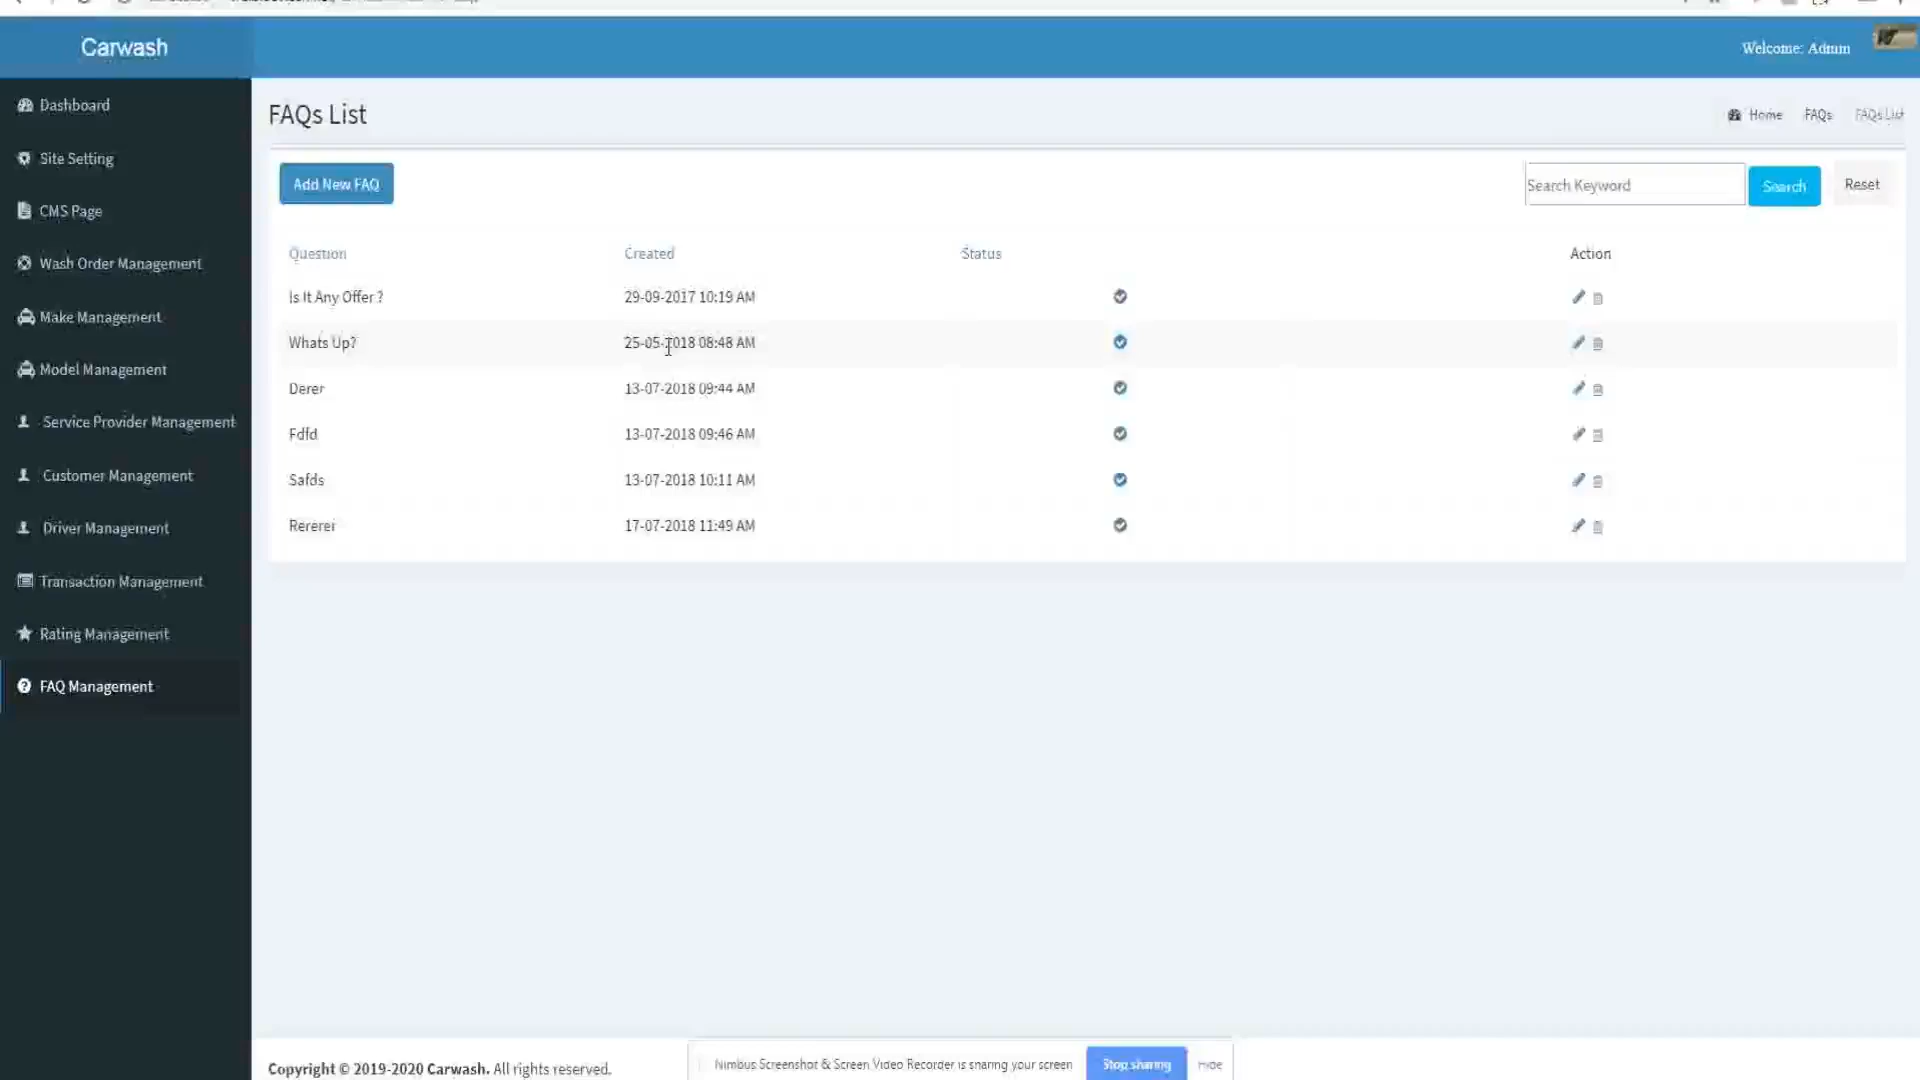 Carwash
Welcome: Admin
Dashboard
Site Setting
CMS Page
Wash Order Management
Make Management
Model Management
Service Provider Management
Customer Management
Driver Management
Transaction Management
Rating Management
FAQ Management
FAQs List
Home FAQs FAQs List
Add New FAQ
Search Keyword Search Reset
Question Created Status Action
Is It Any Offer ? 29-09-2017 10:19 AM
Whats Up? 25-05-2018 08:48 AM
Derer 13-07-2018 09:44 AM
Fdfd 13-07-2018 09:46 AM
Safds 13-07-2018 10:11 AM
Rererei 17-07-2018 11:49 AM
Copyright © 2019-2020 Carwash. All rights reserved.
Nimbus Screenshot & Screen Video Recorder is sharing your screen Stop sharing Hide